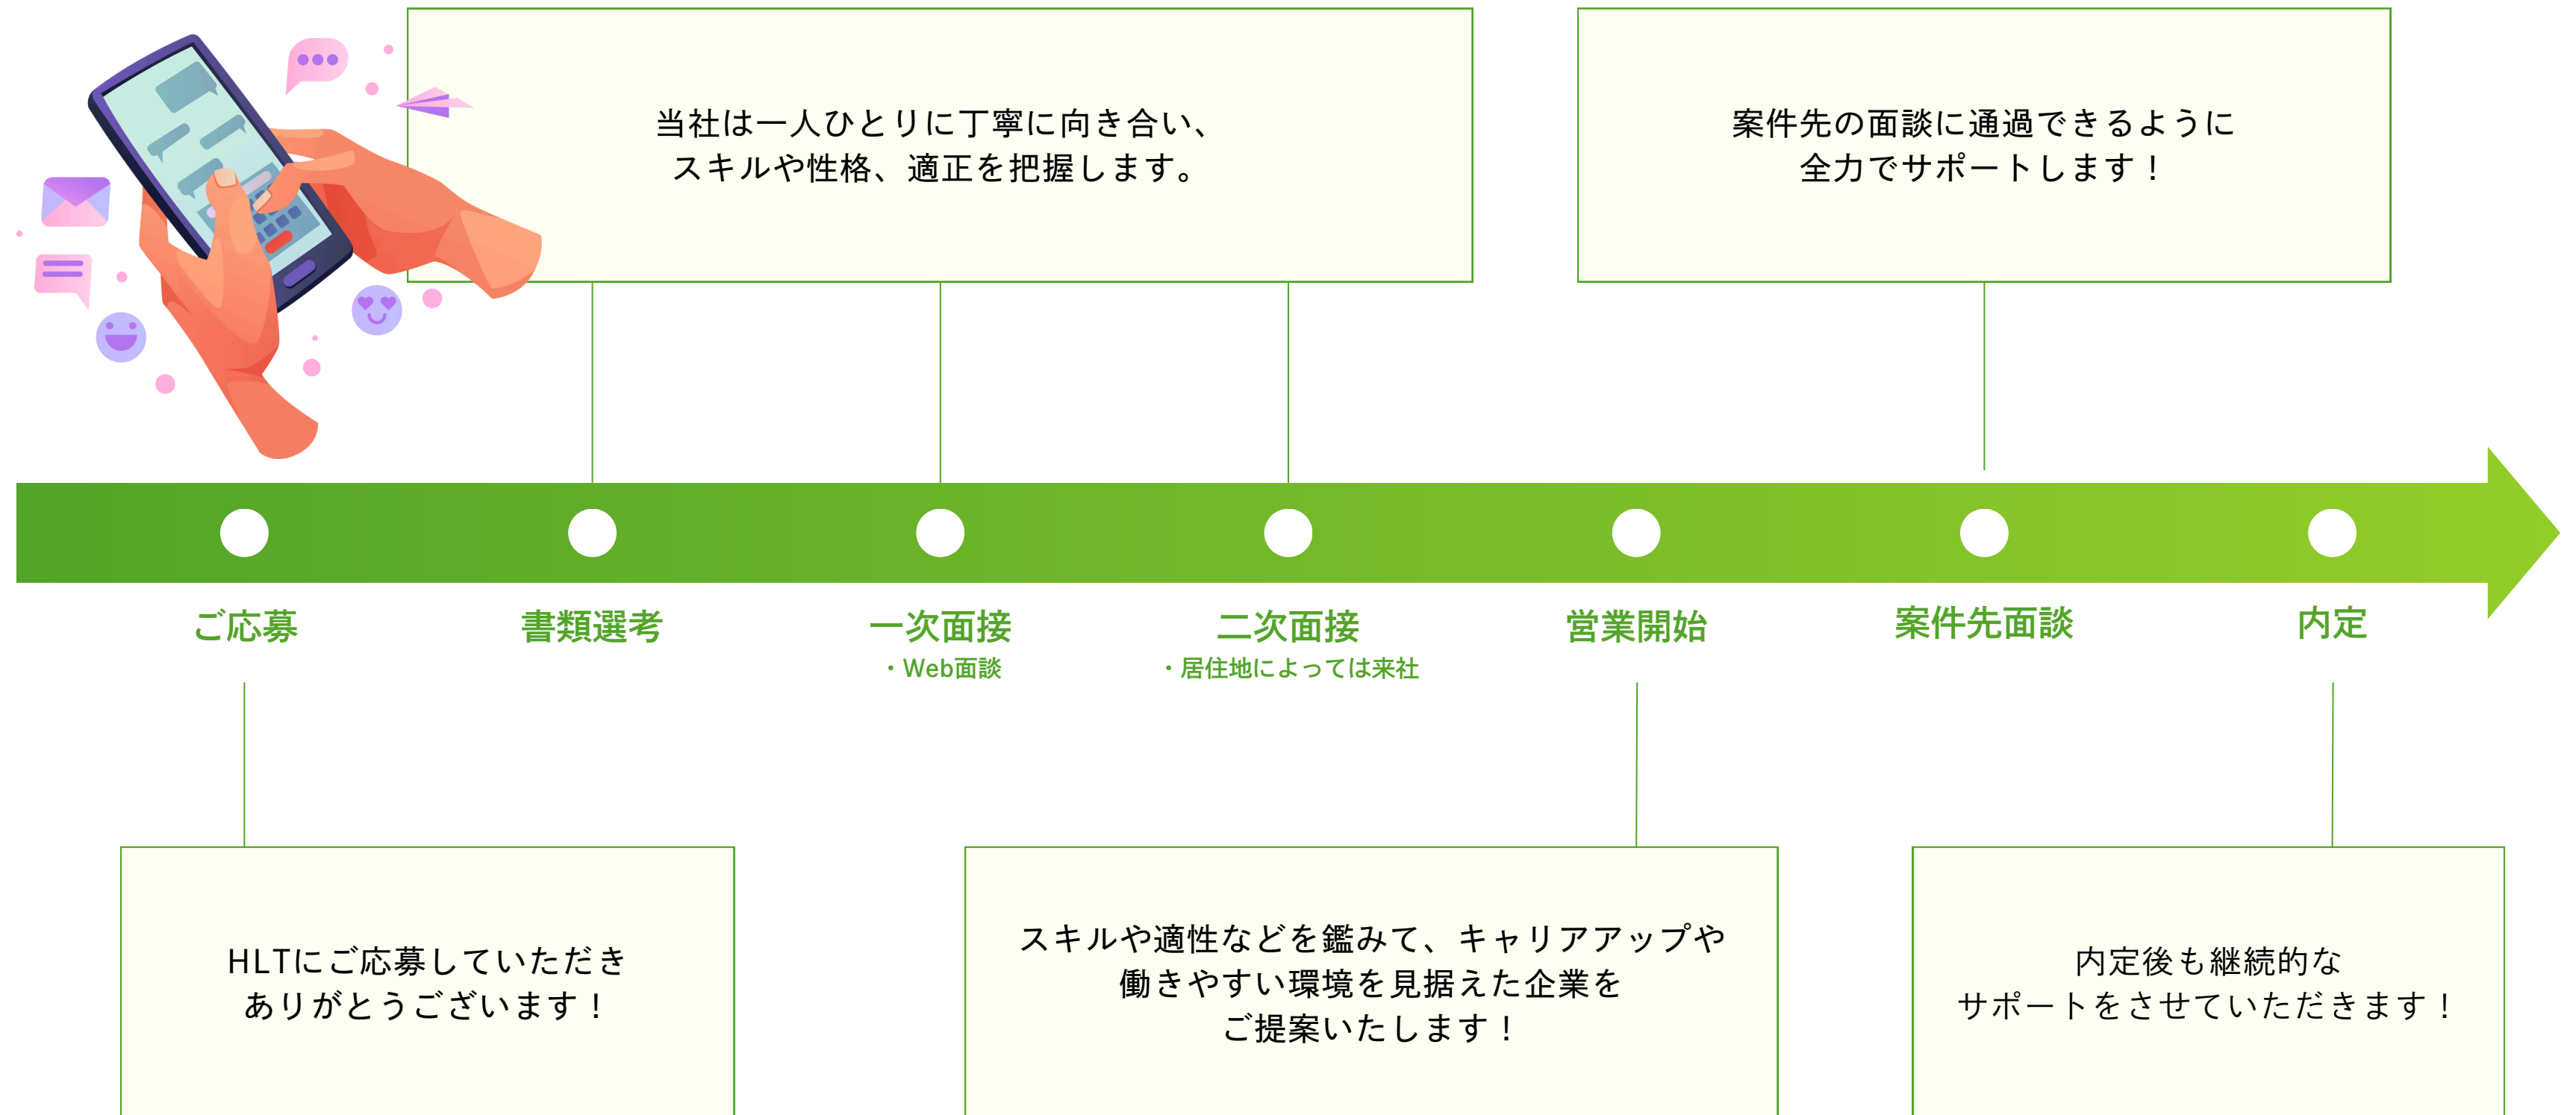 当社は一人ひとりに丁寧に向き合い、
スキルや性格、適正を把握します。
案件先の面談に通過できるように
全力でサポートします！
ご応募
書類選考
一次面接
・Web面談
二次面接
・居住地によっては来社
営業開始
案件先面談
内定
HLTにご応募していただき
ありがとうございます！
スキルや適性などを鑑みて、キャリアアップや
働きやすい環境を見据えた企業を
ご提案いたします！
内定後も継続的な
サポートをさせていただきます！